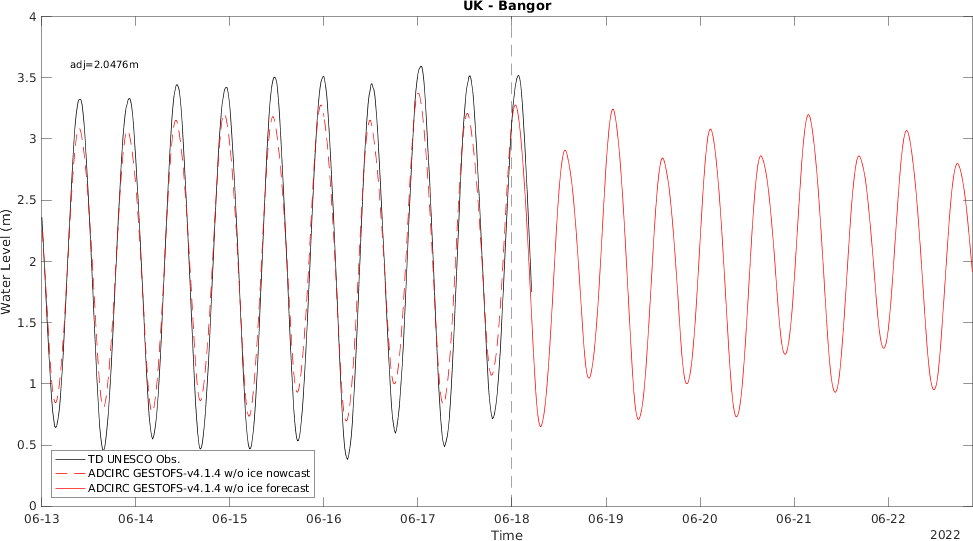 UK - Bangor
adj=2.0476m
Water Level (m)
4
3.5
3
2.5
2
1.5
1
0.5
0
TD UNESCO Obs.
ADCIRC GESTOFS-v4.1.4 w/o ice nowcast
ADCIRC GESTOFS-v4.1.4 w/o ice forecast
06-13 06-14 06-15 06-16 06-17 06-18 06-19 06-20 06-21 06-22
Time
2022